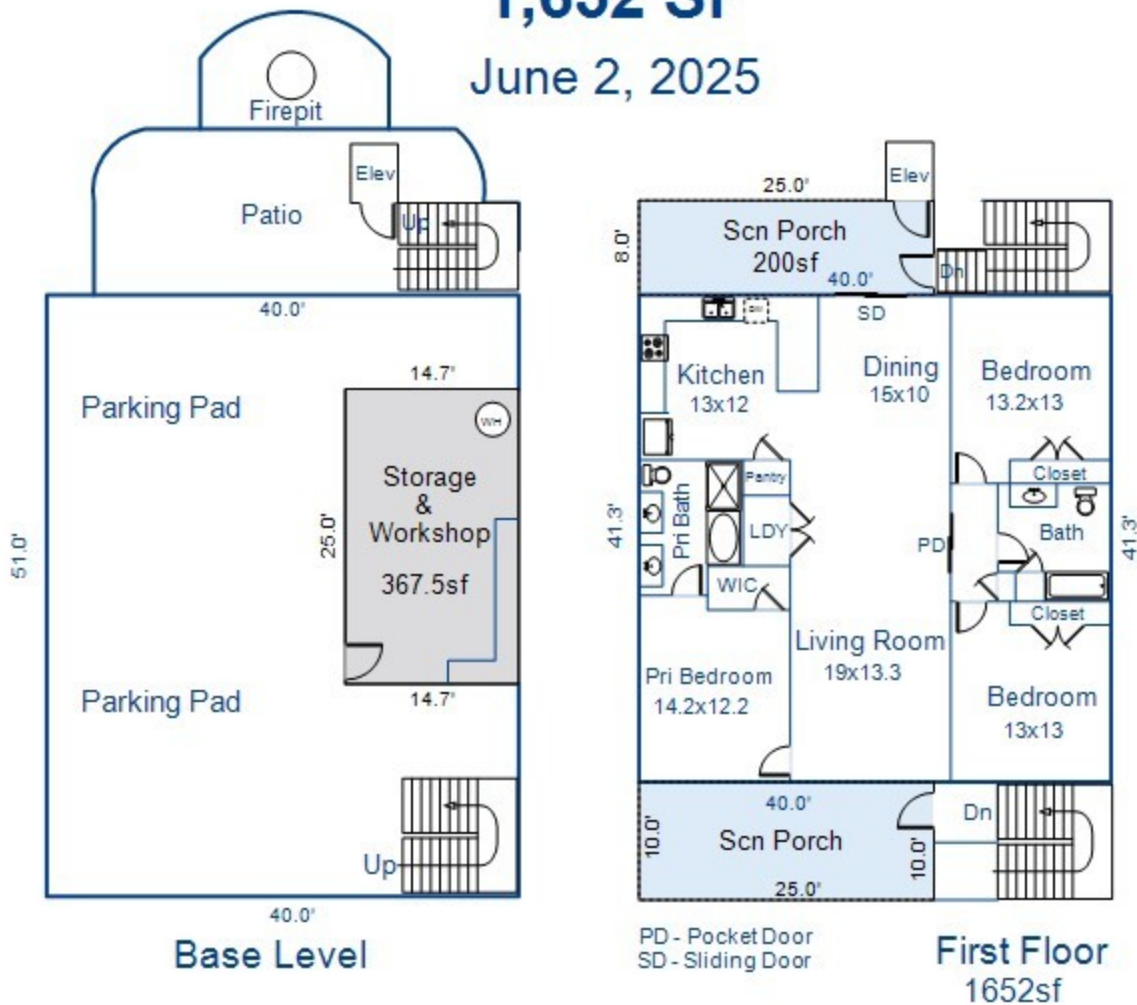 1,652 Sf
June 2, 2025
Firepit
Elev
Patio
Up
40.0'
Parking Pad
14.7'
WH
Storage
&
Workshop
367.5sf
25.0'
51.0'
14.7'
Parking Pad
Up
40.0'
Base Level
25.0'
Elev
8.0'
Scn Porch
200sf
40.0'
Dn
SD
Kitchen
13x12
Dining
15x10
Bedroom
13.2x13
Pantry
Closet
Pri Bath
LDY
PD
Bath
41.3'
41.3'
WIC
Closet
Living Room
19x13.3
Pri Bedroom
14.2x12.2
Bedroom
13x13
40.0'
Dn
10.0'
Scn Porch
10.0'
25.0'
PD - Pocket Door
SD - Sliding Door
First Floor
1652sf